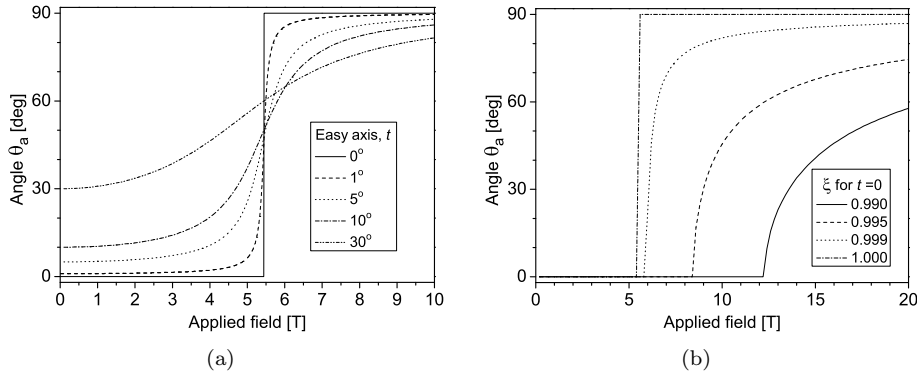 90
60
30
0
Angle θa [deg]
Easy axis, t
0°
1°
5°
10°
30°
0 1 2 3 4 5 6 7 8 9 10
Applied field [T]
(a)
90
60
30
0
Angle θa [deg]
ξ for t =0
0.990
0.995
0.999
1.000
0 5 10 15 20
Applied field [T]
(b)